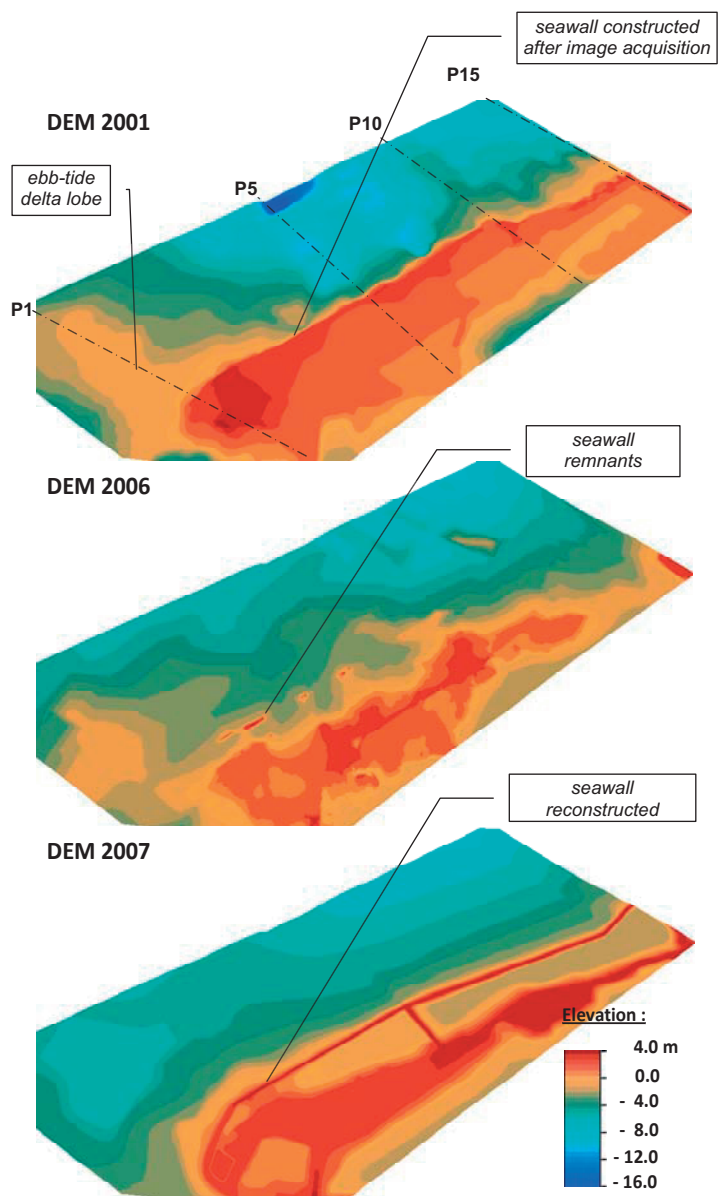 seawall constructed
after image acquisition
P15
DEM 2001
P10
ebb-tide
delta lobe
P5
P1
seawall
remnants
DEM 2006
seawall
reconstructed
DEM 2007
Elevation :
4.0 m
0.0
- 4.0
- 8.0
- 12.0
- 16.0